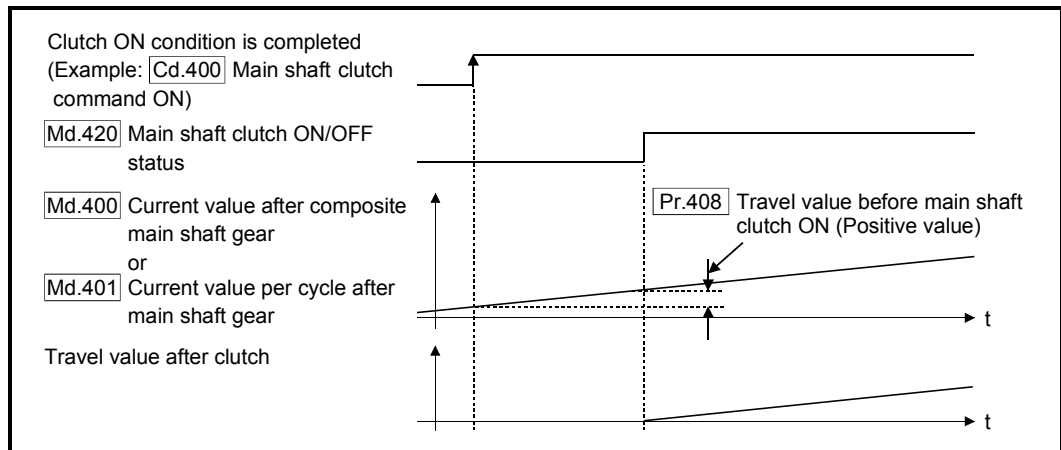 Clutch ON condition is completed
(Example: Cd.400 Main shaft clutch
command ON)
Md.420 Main shaft clutch ON/OFF
status
Md.400 Current value after composite
main shaft gear
or
Md.401 Current value per cycle after
main shaft gear
Pr.408 Travel value before main shaft
clutch ON (Positive value)
t
Travel value after clutch
t